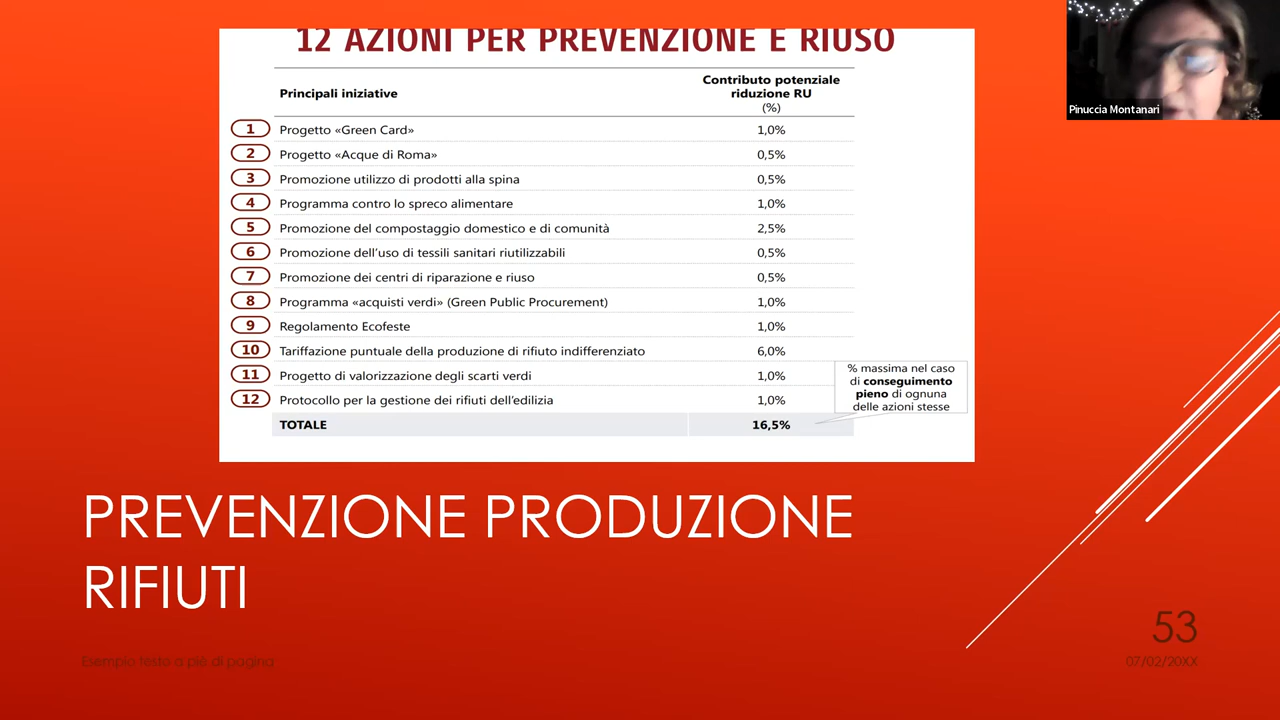 12 AZIONI PER PREVENZIONE E RIUSO
Principali iniziative
Contributo potenziale
riduzione RU
(%)
1 Progetto «Green Card» 1,0%
2 Progetto «Acque di Roma» 0,5%
3 Promozione utilizzo di prodotti alla spina 0,5%
4 Programma contro lo spreco alimentare 1,0%
5 Promozione del compostaggio domestico e di comunità 2,5%
6 Promozione dell'uso di tessili sanitari riutilizzabili 0,5%
7 Promozione dei centri di riparazione e riuso 0,5%
8 Programma «acquisti verdi» (Green Public Procurement) 1,0%
9 Regolamento Ecofeste 1,0%
10 Tariffazione puntuale della produzione di rifiuto indifferenziato 6,0%
11 Progetto di valorizzazione degli scarti verdi 1,0%
12 Protocollo per la gestione dei rifiuti dell'edilizia 1,0%
TOTALE 16,5%
% massima nel caso
di conseguimento
pieno di ognuna
delle azioni stesse
Pinuccia Montanari
PREVENZIONE PRODUZIONE
RIFIUTI
Esempio testo a piè di pagina
53
07/02/20XX